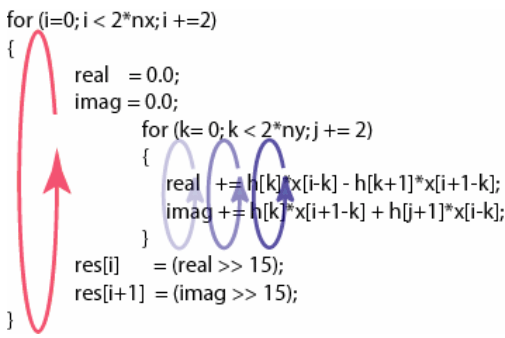 for (i=0; i < 2*nx; i +=2)
{
real = 0.0;
imag = 0.0;
for (k= 0; k < 2*ny; j += 2)
{
real += h[k]*x[i-k] - h[k+1]*x[i+1-k];
imag += h[k]*x[i+1-k] + h[j+1]*x[i-k];
}
res[i] = (real >> 15);
res[i+1] = (imag >> 15);
}